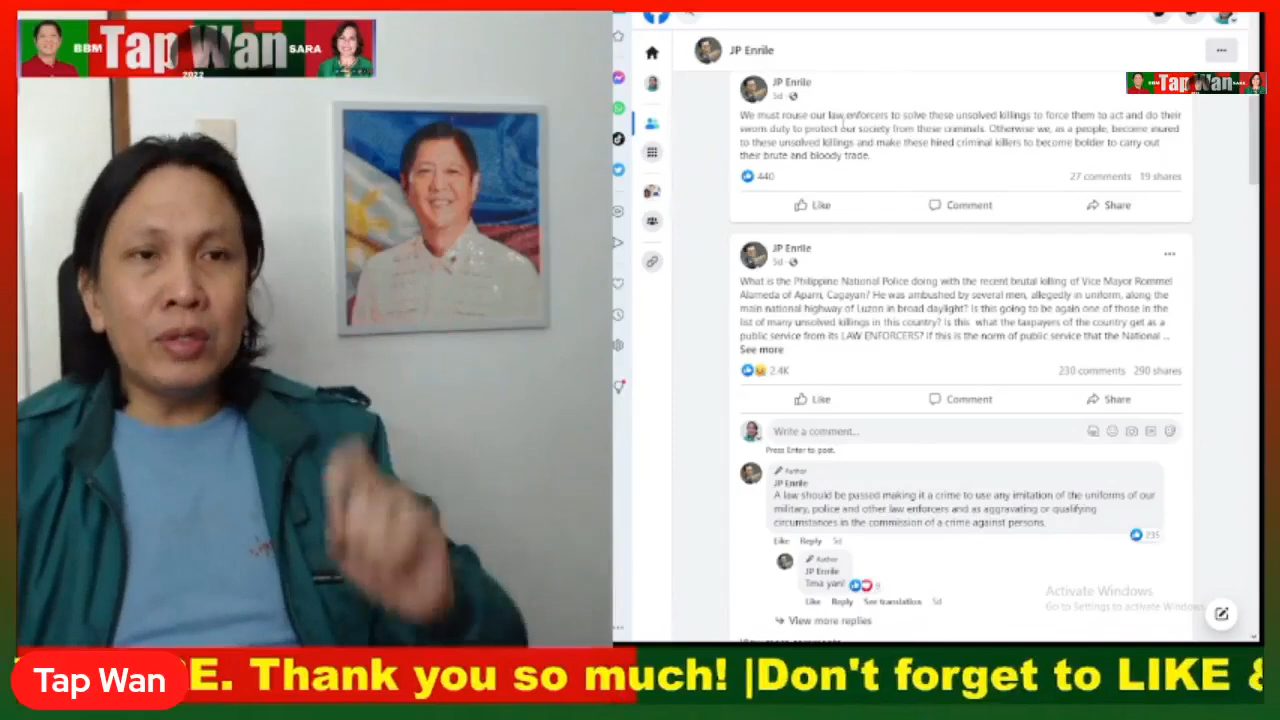 BBM Tap Wan SARA
2022
JP Enrile
JP Enrile
5d
BBM Tap Wan SARA
We must rouse our law enforcers to solve these unsolved killings to force them to act and do their
sworn duty to protect our society from these criminals. Otherwise we, as a people, become inured
to these unsolved killings and make these hired criminal killers to become bolder to carry out
their brute and bloody trade.
440
27 comments 19 shares
Like Comment Share
JP Enrile
5d
What is the Philippine National Police doing with the recent brutal killing of Vice Mayor Rommel
Alameda of Aparri, Cagayan? He was ambushed by several men, allegedly in uniform, along the
main national highway of Luzon in broad daylight? Is this going to be again one of those in the
list of many unsolved killings in this country? Is this what the taxpayers of the country get as a
public service from its LAW ENFORCERS? If this is the norm of public service that the National ...
See more
2.4K
230 comments 290 shares
Like Comment Share
Write a comment...
Press Enter to post.
Author
JP Enrile
A law should be passed making it a crime to use any imitation of the uniforms of our
military, police and other law enforcers and as aggravating or qualifying
circumstances in the commission of a crime against persons.
235
Like Reply 5d
Author
JP Enrile
Tma yan!
9
Like Reply See translation 5d
View more replies
Activate Windows
Go to Settings to activate Windows
Tap Wan
E. Thank you so much! |Don't forget to LIKE &